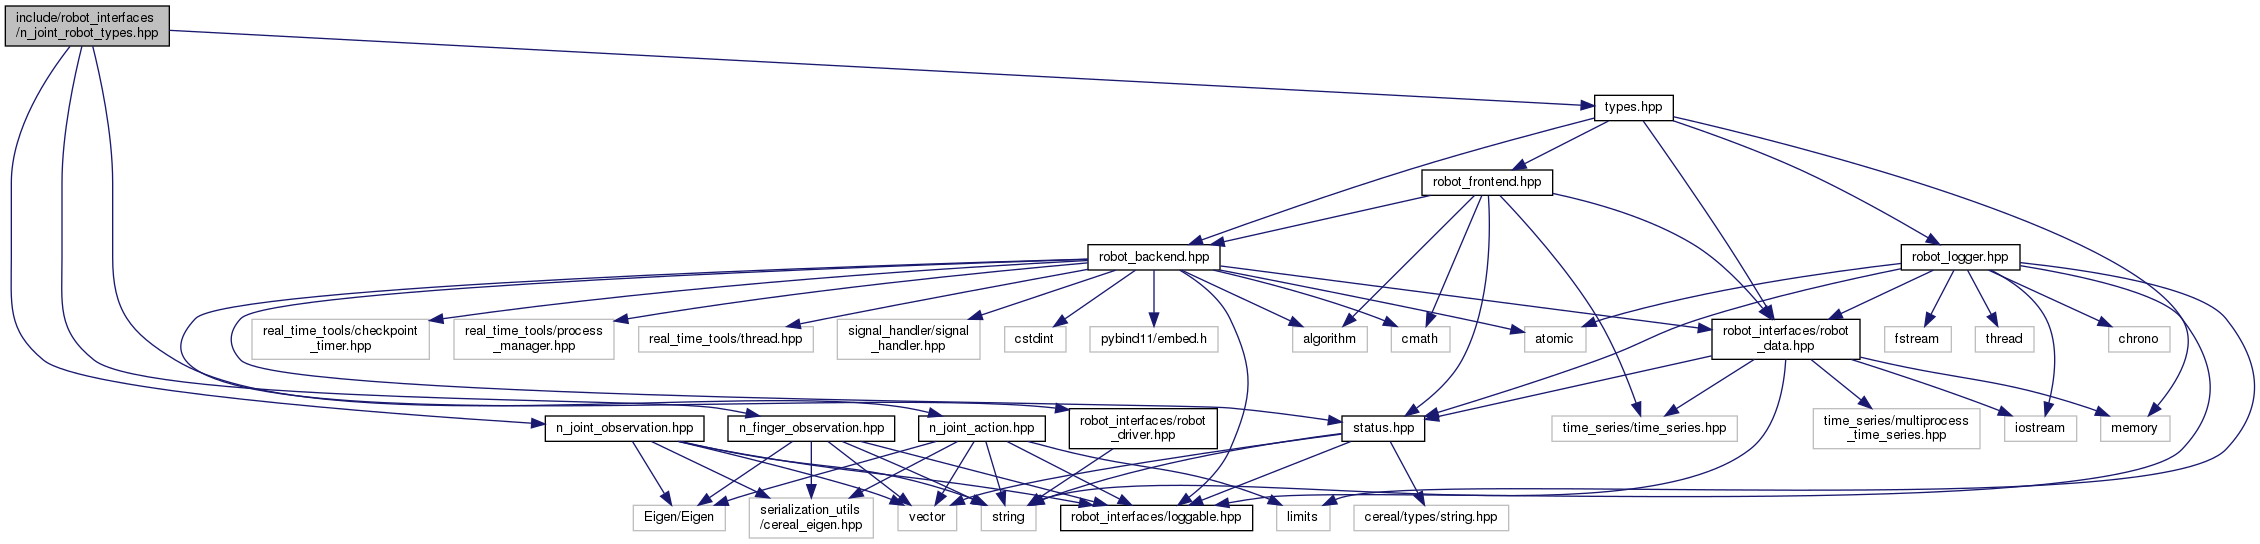 include/robot_interfaces
/n_joint_robot_types.hpp
types.hpp
robot_frontend.hpp
robot_backend.hpp
robot_logger.hpp
real_time_tools/checkpoint
_timer.hpp
real_time_tools/process
_manager.hpp
real_time_tools/thread.hpp
signal_handler/signal
_handler.hpp
cstdint
pybind11/embed.h
algorithm
cmath
atomic
robot_interfaces/robot
_data.hpp
fstream
thread
chrono
n_joint_observation.hpp
n_finger_observation.hpp
n_joint_action.hpp
robot_interfaces/robot
_driver.hpp
status.hpp
time_series/time_series.hpp
time_series/multiprocess
_time_series.hpp
iostream
memory
Eigen/Eigen
serialization_utils
/cereal_eigen.hpp
vector
string
robot_interfaces/loggable.hpp
limits
cereal/types/string.hpp